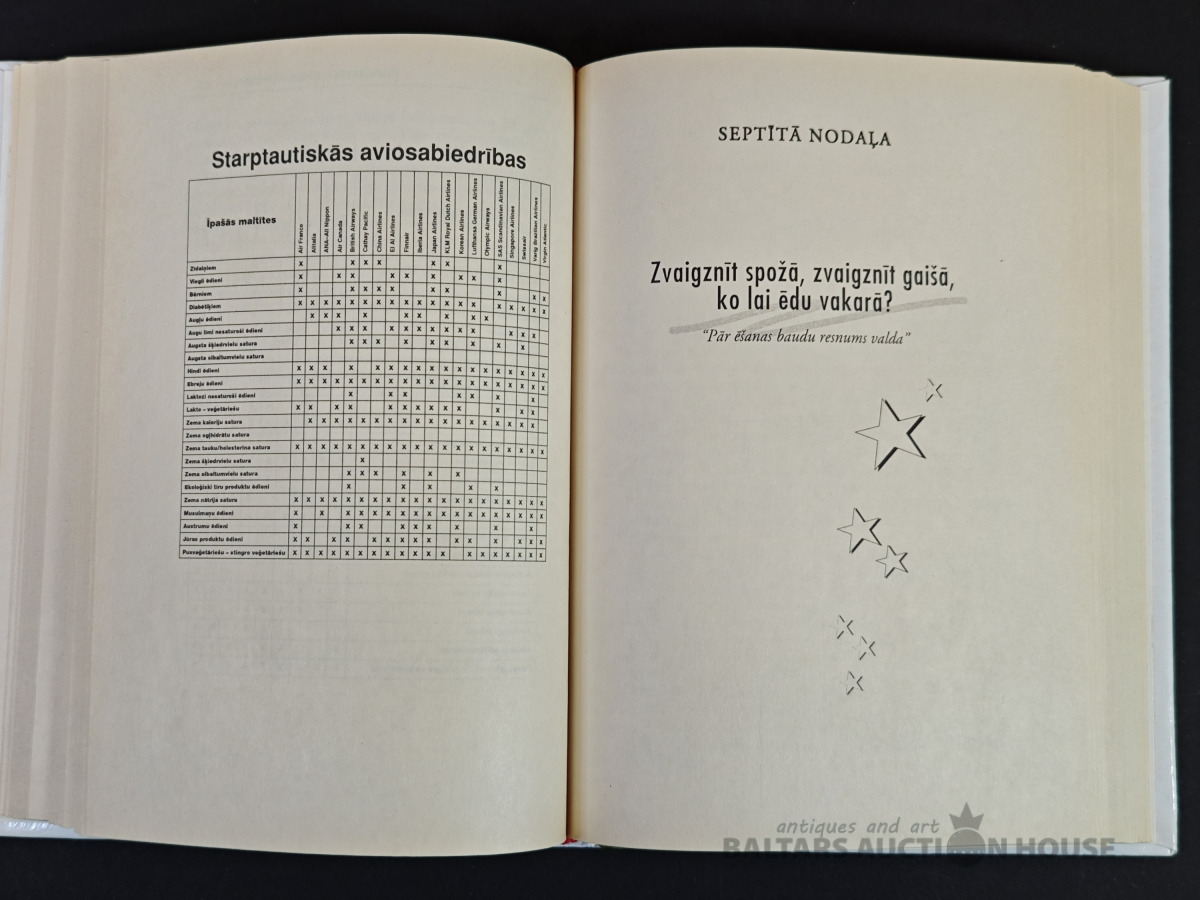 Starptautiskās aviosabiedrības
Īpašās maltītes
Air France
Alitalia
ANA-All Nippon
Air Canada
British Airways
Cathay Pacific
China Airlines
El Al Airlines
Finnair
Iberia Airlines
Japan Airlines
KLM Royal Dutch Airlines
Korean Airlines
Lufthansa German Airlines
Olympic Airways
SAS Scandinavian Airlines
Singapore Airlines
Swissair
Varig Brazilian Airlines
Virgin Atlantic
Zīdaiņiem
Viegli ēdieni
Bērniem
Diabētiķiem
Augļu ēdieni
Augu līmi nesaturoši ēdieni
Augsta šķiedrvielu satura
Augsta olbaltumvielu satura
Hindi ēdieni
Ebreju ēdieni
Laktozi nesaturoši ēdieni
Lakto – veģetāriešu
Zema kaloriju satura
Zema ogļhidrātu satura
Zema tauku/holesterīna satura
Zema šķiedrvielu satura
Zema olbaltumvielu satura
Ekoloģiski tīru produktu ēdieni
Zema nātrija satura
Musulmaņu ēdieni
Austrumu ēdieni
Jūras produktu ēdieni
Pusveģetāriešu – stingro veģetāriešu
SEPTĪTĀ NODAĻA
Zvaigznīt spožā, zvaigznīt gaišā,
ko lai ēdu vakarā?
“Pār ēšanas baudu resnums valda”
antiques and art
BALTARS AUCTION HOUSE